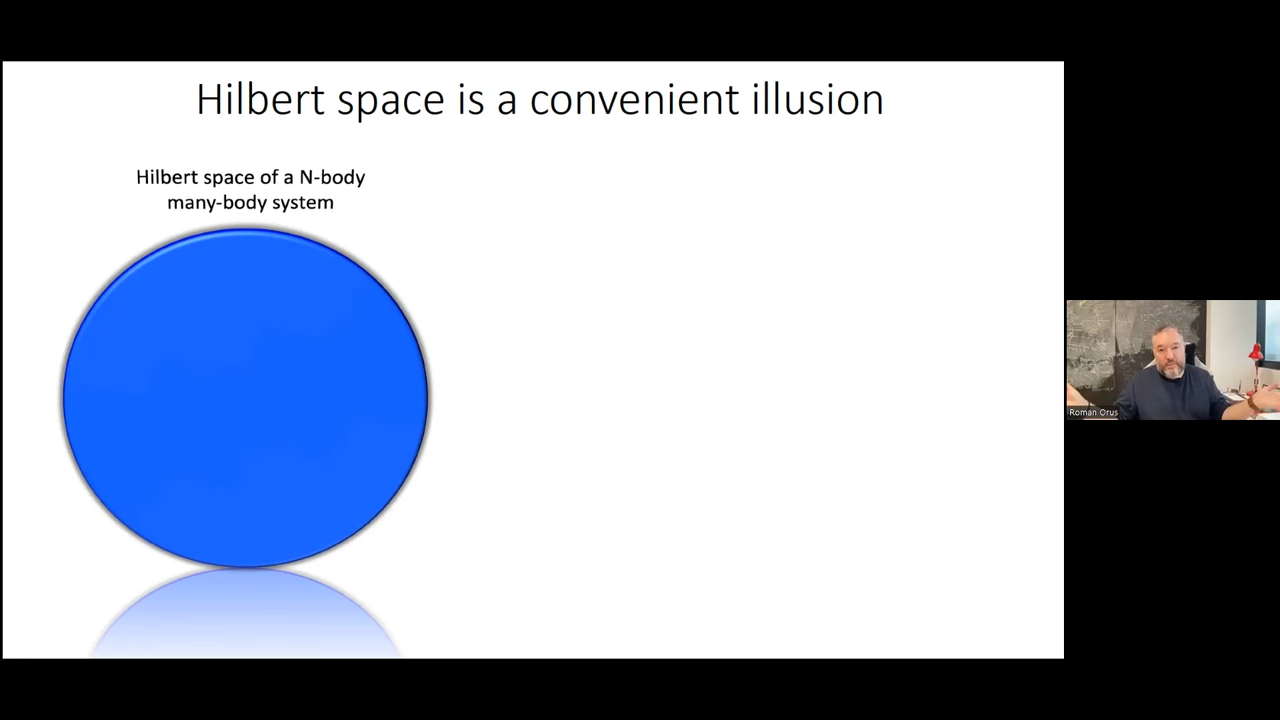 Hilbert space is a convenient illusion
Hilbert space of a N-body
many-body system
Roman Orus